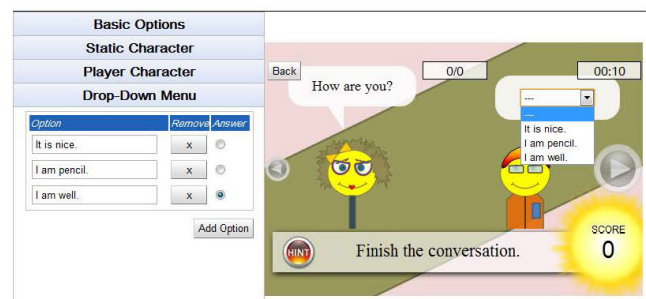 Basic Options
Static Character
Player Character
Drop-Down Menu
Option Remove Answer
It is nice. x
I am pencil. x
I am well. x
Add Option
Back
0/0
00:10
How are you?
---
---
It is nice.
I am pencil.
I am well.
HINT
Finish the conversation.
SCORE
0